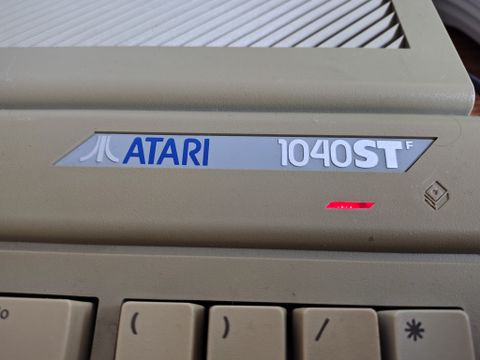 ATARI 1040STF
( ) / *